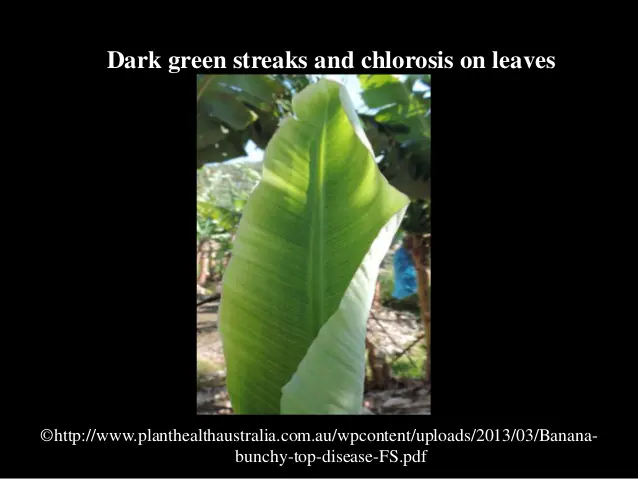 Dark green streaks and chlorosis on leaves
©http://www.planthealthaustralia.com.au/wpcontent/uploads/2013/03/Banana-
bunchy-top-disease-FS.pdf